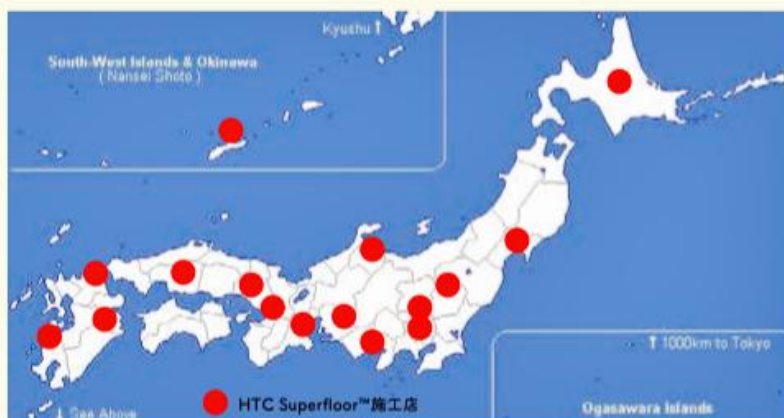 Kyushu ↑
South-West Islands & Okinawa
( Nansei Shoto )
↑ 1000km to Tokyo
↓ See Above
HTC Superfloor™施工店
Ogasawara Islands